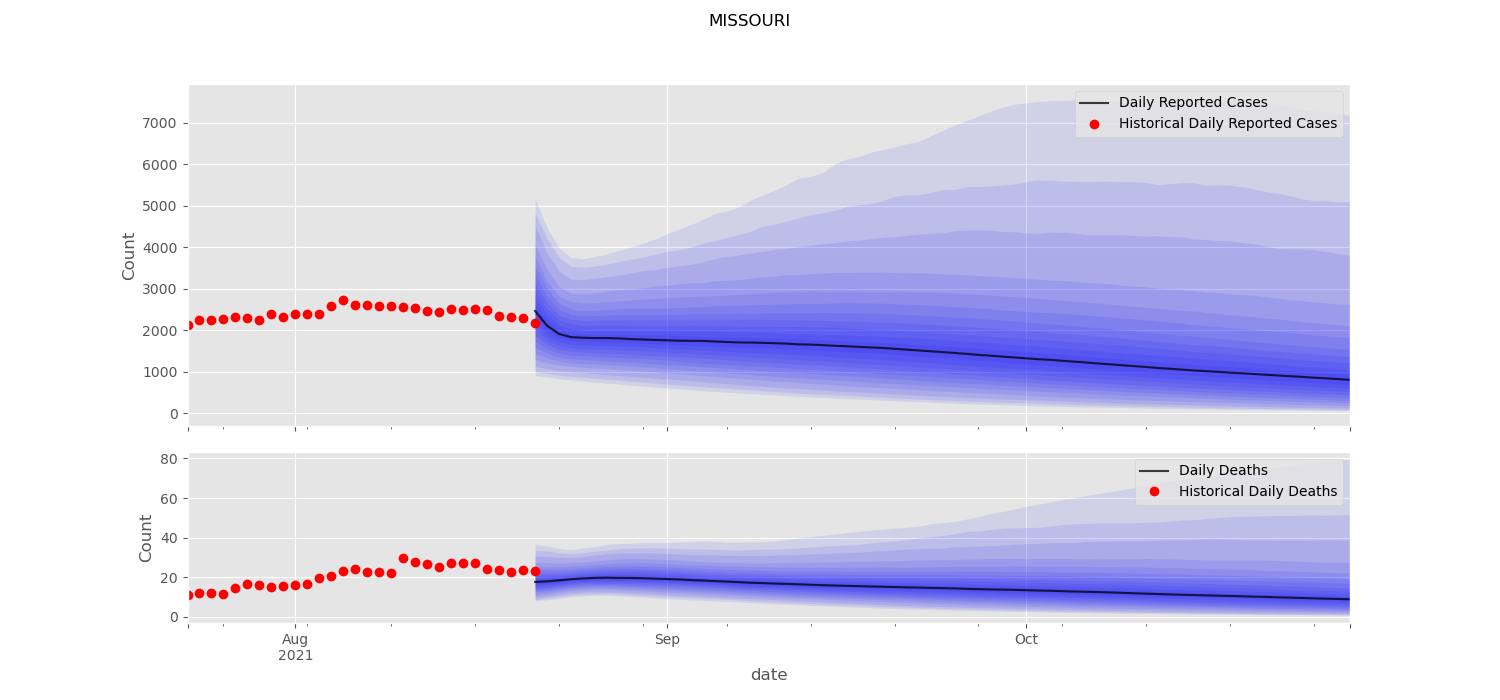 MISSOURI
Daily Reported Cases
Historical Daily Reported Cases
7000
6000
5000
4000
3000
2000
1000
0
Count
Daily Deaths
Historical Daily Deaths
80
60
40
20
0
Count
Aug
2021
Sep
Oct
date